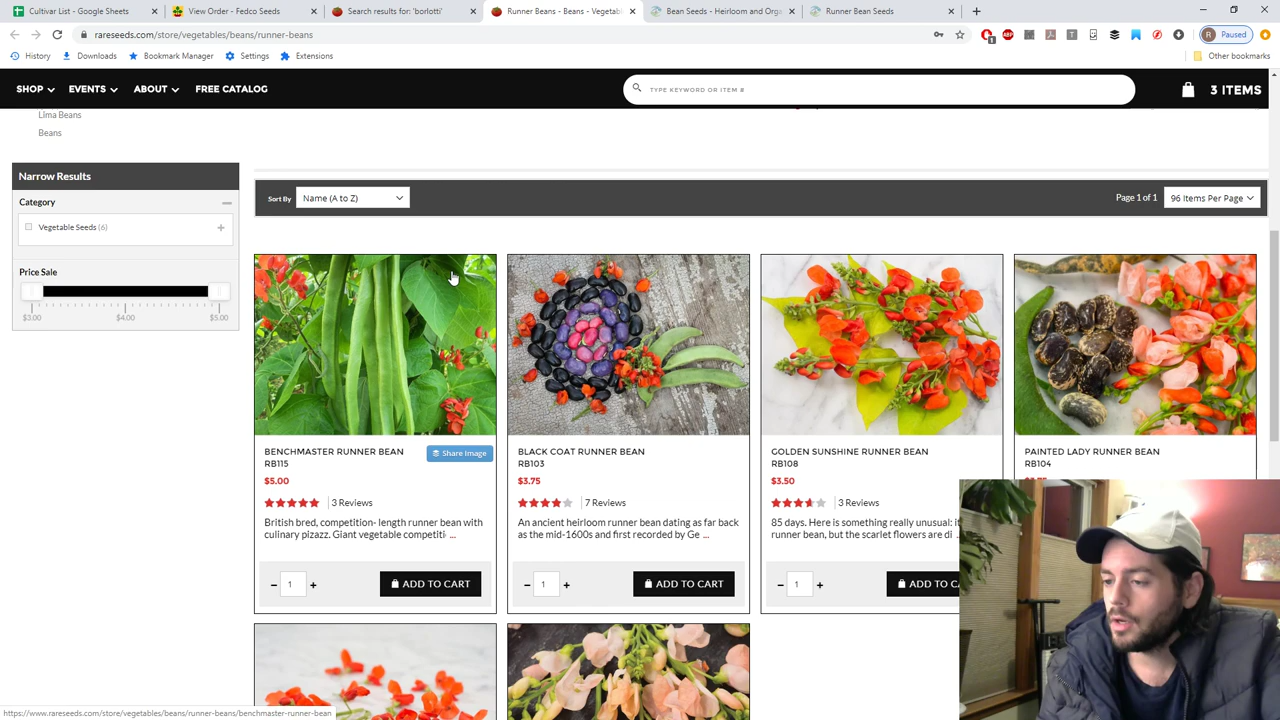 Cultivar List - Google Sheets
View Order - Fedco Seeds
Search results for: 'borlotti'
Runner Beans - Beans - Vegetabl
Bean Seeds - Heirloom and Orga
Runner Bean Seeds
rareseeds.com/store/vegetables/beans/runner-beans
R Paused
History Downloads Bookmark Manager Settings Extensions Other bookmarks
SHOP EVENTS ABOUT FREE CATALOG TYPE KEYWORD OR ITEM # 3 ITEMS
Lima Beans
Beans
Narrow Results
Category
Vegetable Seeds (6)
Price Sale
$3.00 $4.00 $5.00
Sort By Name (A to Z) Page 1 of 1 96 Items Per Page
BENCHMASTER RUNNER BEAN
RB115
Share Image
$5.00
3 Reviews
British bred, competition- length runner bean with
culinary pizazz. Giant vegetable competiti ...
- 1 + ADD TO CART
BLACK COAT RUNNER BEAN
RB103
$3.75
7 Reviews
An ancient heirloom runner bean dating as far back
as the mid-1600s and first recorded by Ge ...
- 1 + ADD TO CART
GOLDEN SUNSHINE RUNNER BEAN
RB108
$3.50
3 Reviews
85 days. Here is something really unusual: it
runner bean, but the scarlet flowers are di .
- 1 + ADD TO CA
PAINTED LADY RUNNER BEAN
RB104
https://www.rareseeds.com/store/vegetables/beans/runner-beans/benchmaster-runner-bean